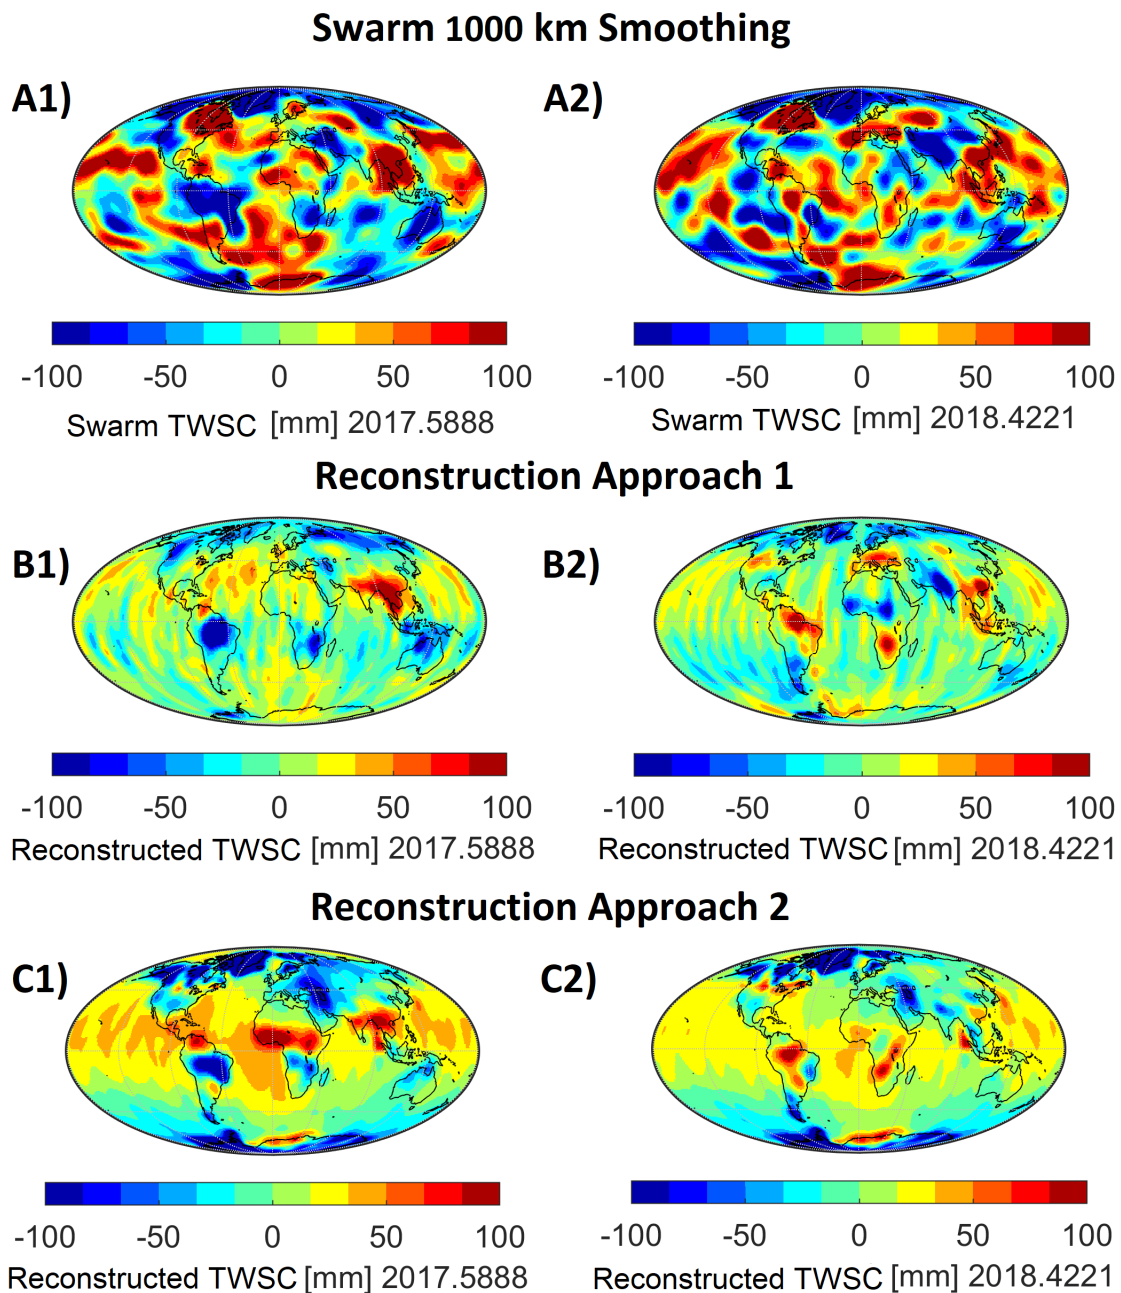 Swarm 1000 km Smoothing
A1)
A2)
-100 -50 0 50 100
-100 -50 0 50 100
Swarm TWSC [mm] 2017.5888
Swarm TWSC [mm] 2018.4221
Reconstruction Approach 1
B1)
B2)
-100 -50 0 50 100
-100 -50 0 50 100
Reconstructed TWSC [mm] 2017.5888
Reconstructed TWSC [mm] 2018.4221
Reconstruction Approach 2
C1)
C2)
-100 -50 0 50 100
-100 -50 0 50 100
Reconstructed TWSC [mm] 2017.5888
Reconstructed TWSC [mm] 2018.4221